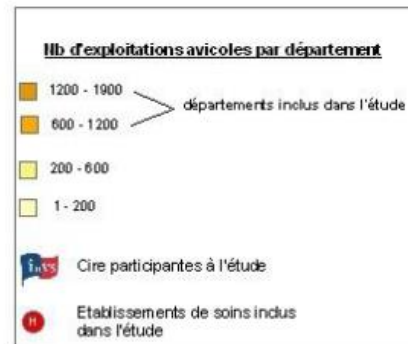 Nb d'exploitations avicoles par département
1200 - 1900
départements inclus dans l'étude
600 - 1200
200 - 600
1 - 200
InVS
Cire participantes à l'étude
H
Etablissements de soins inclus
dans l'étude